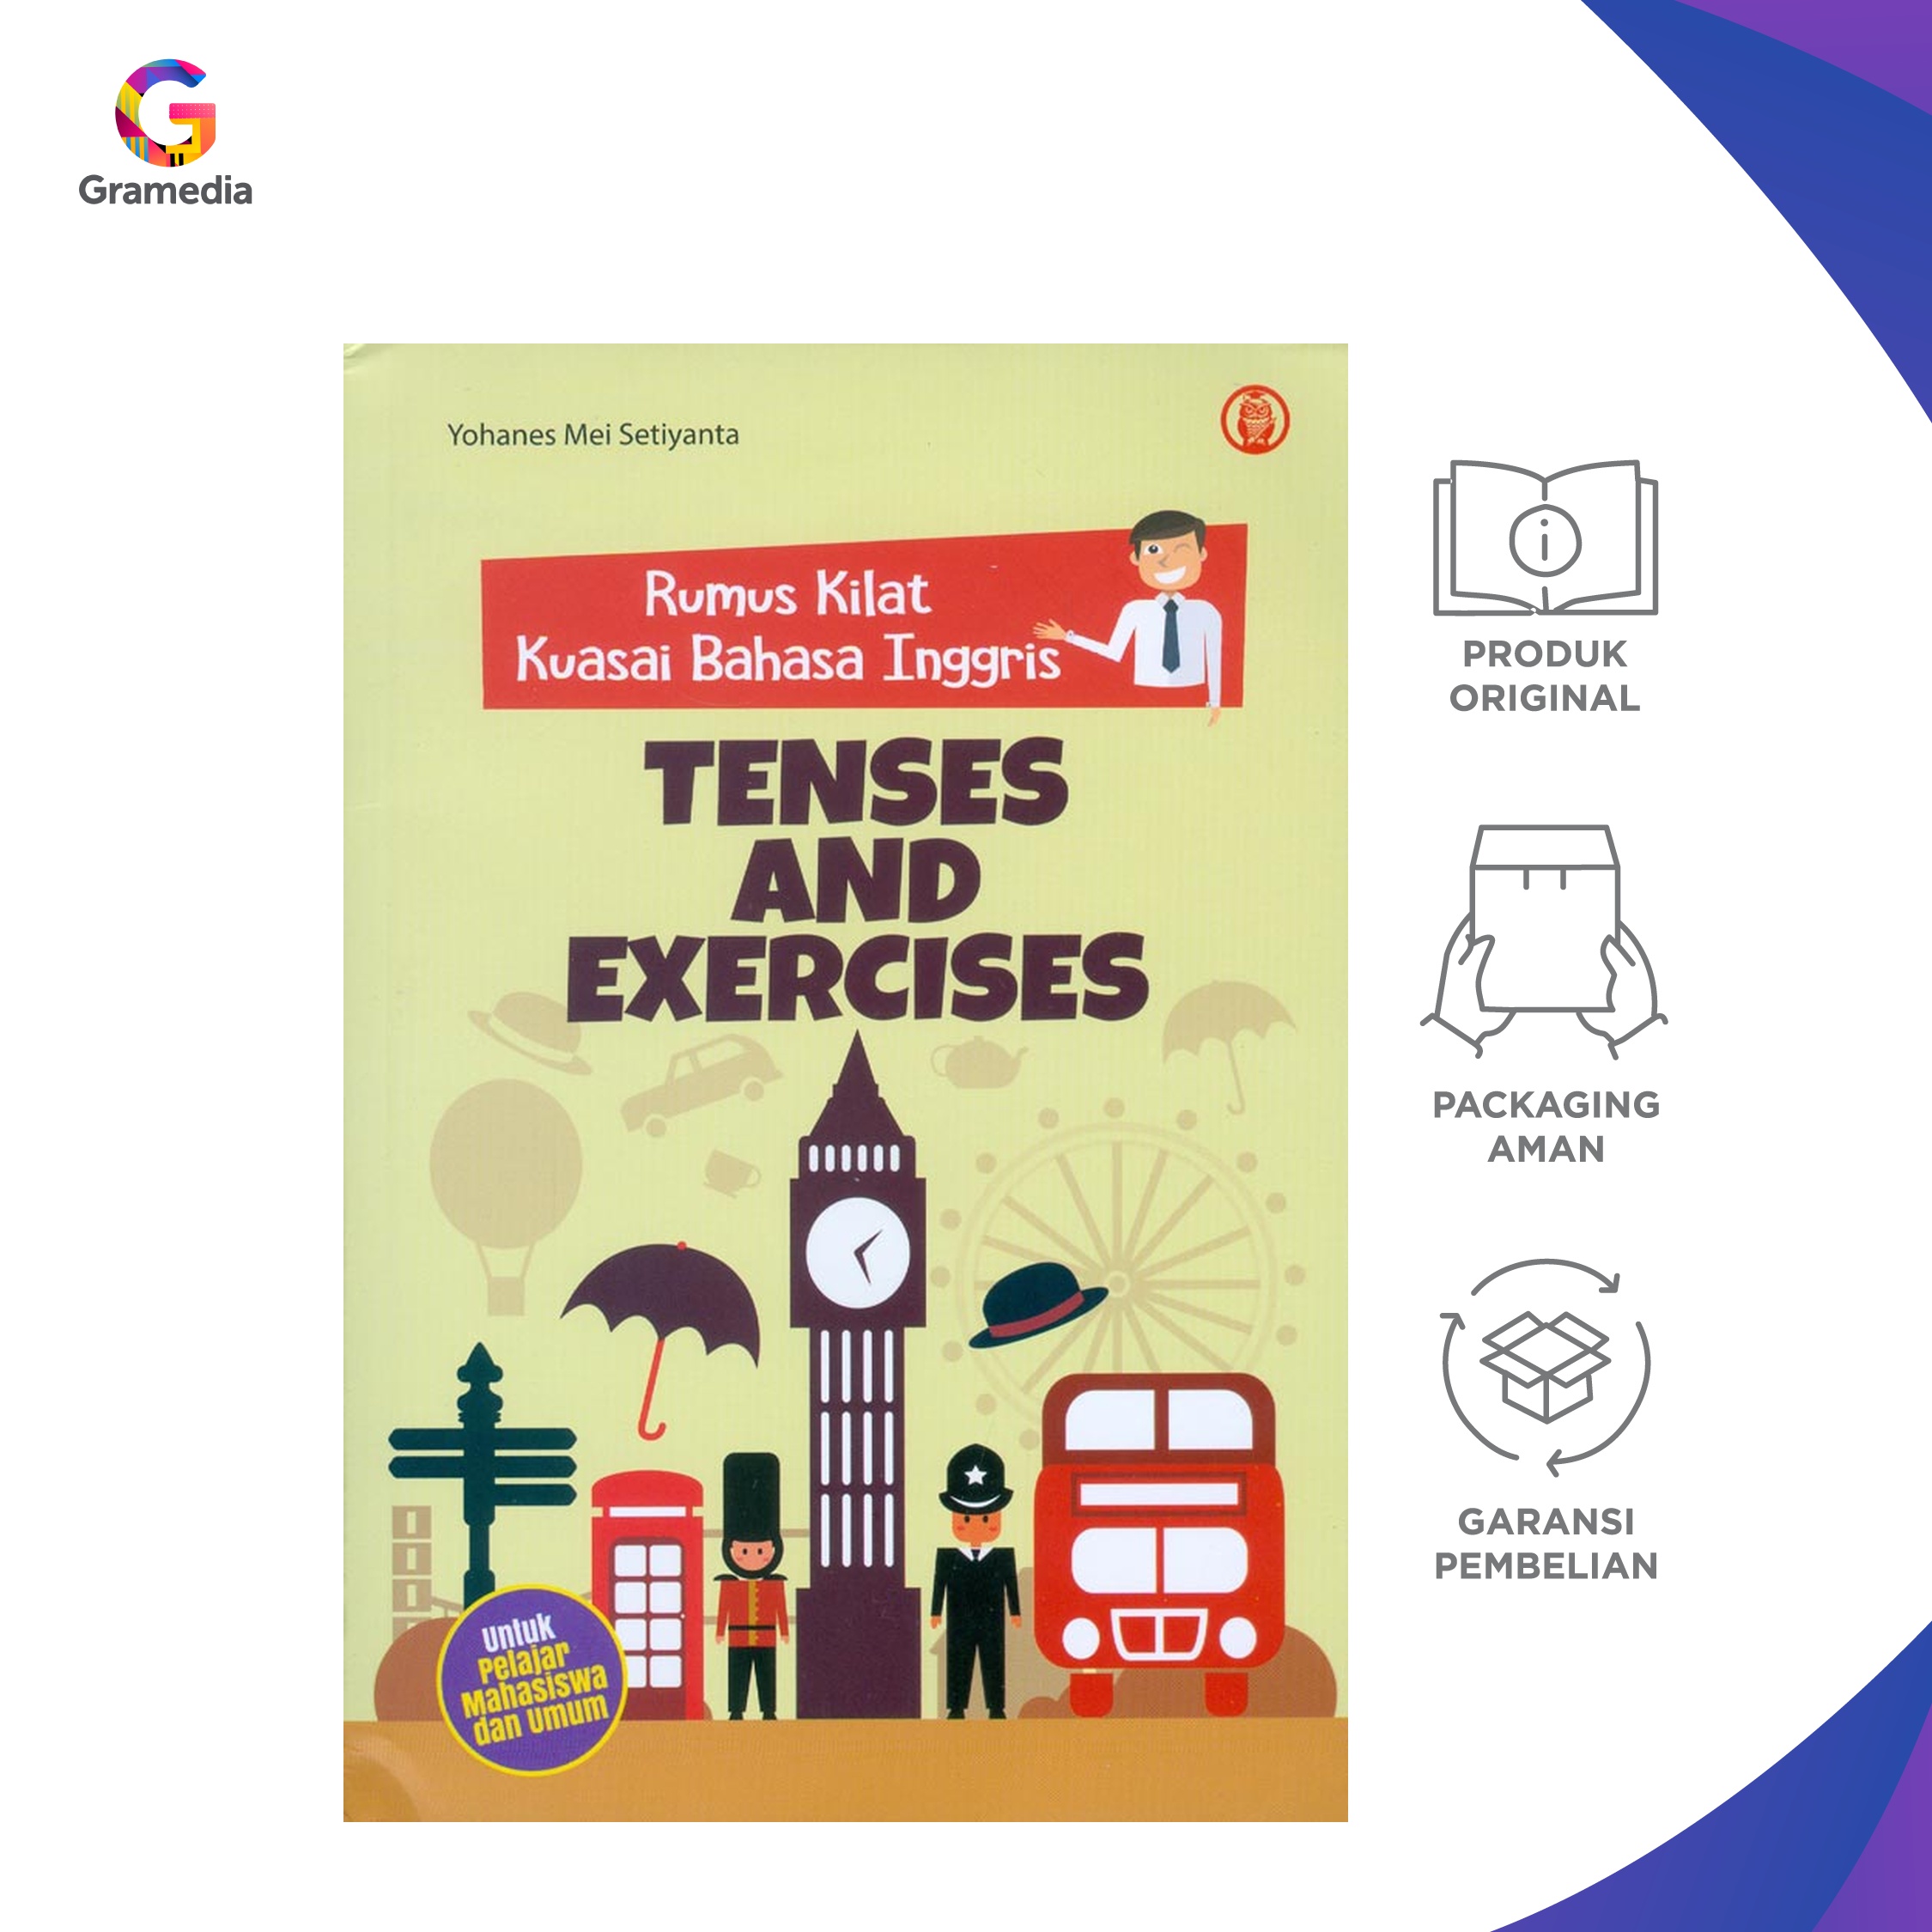 Gramedia
Yohanes Mei Setiyanta
Rumus Kilat
Kuasai Bahasa Inggris
TENSES
AND
EXERCISES
Untuk
Pelajar
Mahasiswa
dan Umum
PRODUK
ORIGINAL
PACKAGING
AMAN
GARANSI
PEMBELIAN